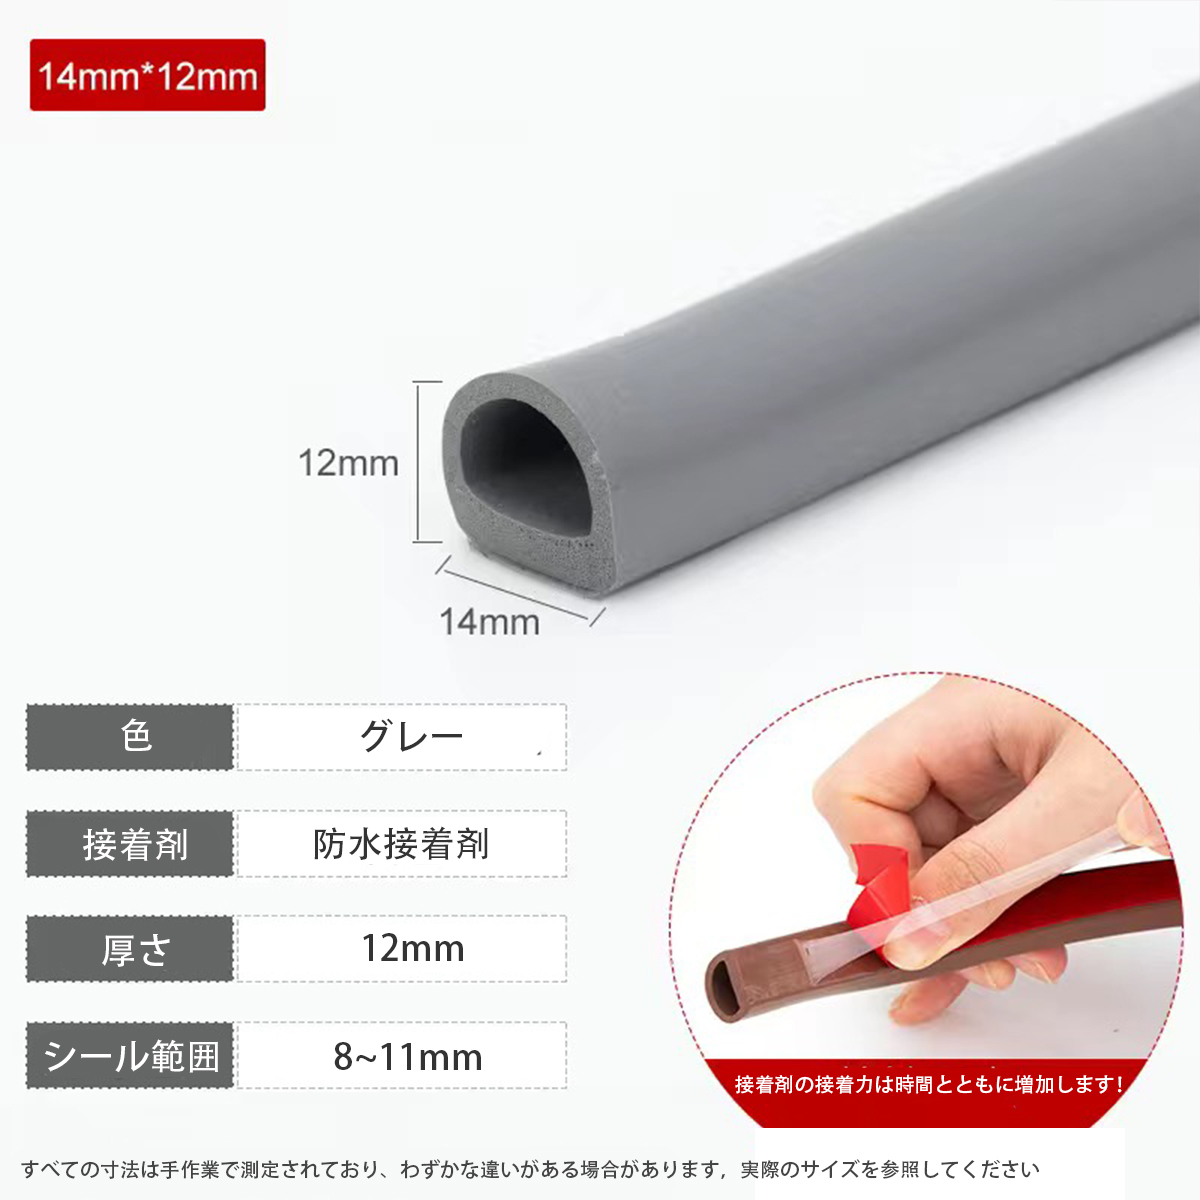 14mm*12mm
12mm
14mm
色 グレー
接着剤 防水接着剤
厚さ 12mm
シール範囲 8~11mm
接着剤の接着力は時間とともに増加します!
すべての寸法は手作業で測定されており、わずかな違いがある場合があります，実際のサイズを参照してください